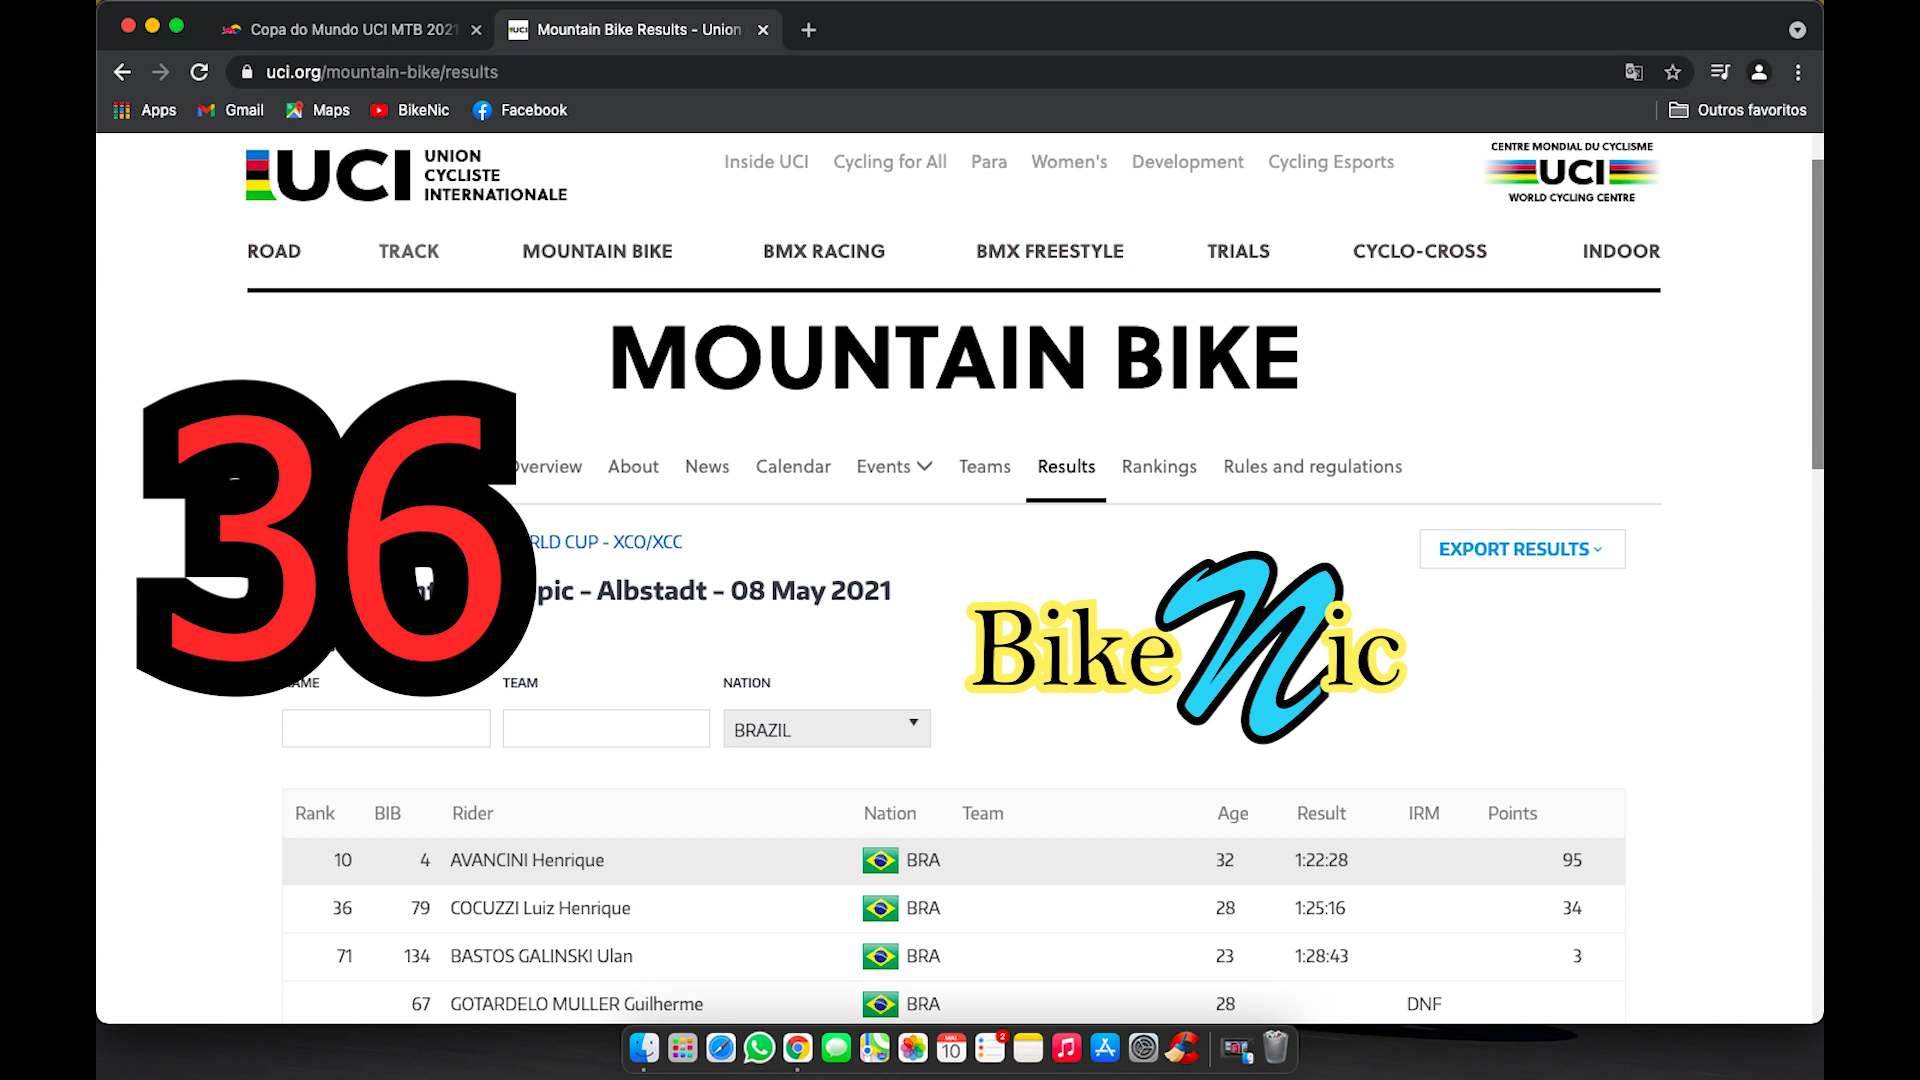 Copa do Mundo UCI MTB 2021
Mountain Bike Results - Union
uci.org/mountain-bike/results
Apps
Gmail
Maps
BikeNic
Facebook
Outros favoritos
UCI UNION CYCLISTE INTERNATIONALE
Inside UCI
Cycling for All
Para
Women's
Development
Cycling Esports
CENTRE MONDIAL DU CYCLISME
UCI
WORLD CYCLING CENTRE
ROAD
TRACK
MOUNTAIN BIKE
BMX RACING
BMX FREESTYLE
TRIALS
CYCLO-CROSS
INDOOR
MOUNTAIN BIKE
36
Overview
About
News
Calendar
Events
Teams
Results
Rankings
Rules and regulations
CUP - XCO/XCC
EXPORT RESULTS
- Albstadt - 08 May 2021
BikeNic
TEAM
NATION
BRAZIL
Rank BIB Rider Nation Team Age Result IRM Points
10 4 AVANCINI Henrique BRA 32 1:22:28 95
36 79 COCUZZI Luiz Henrique BRA 28 1:25:16 34
71 134 BASTOS GALINSKI Ulan BRA 23 1:28:43 3
67 GOTARDELO MULLER Guilherme BRA 28 DNF
10
2